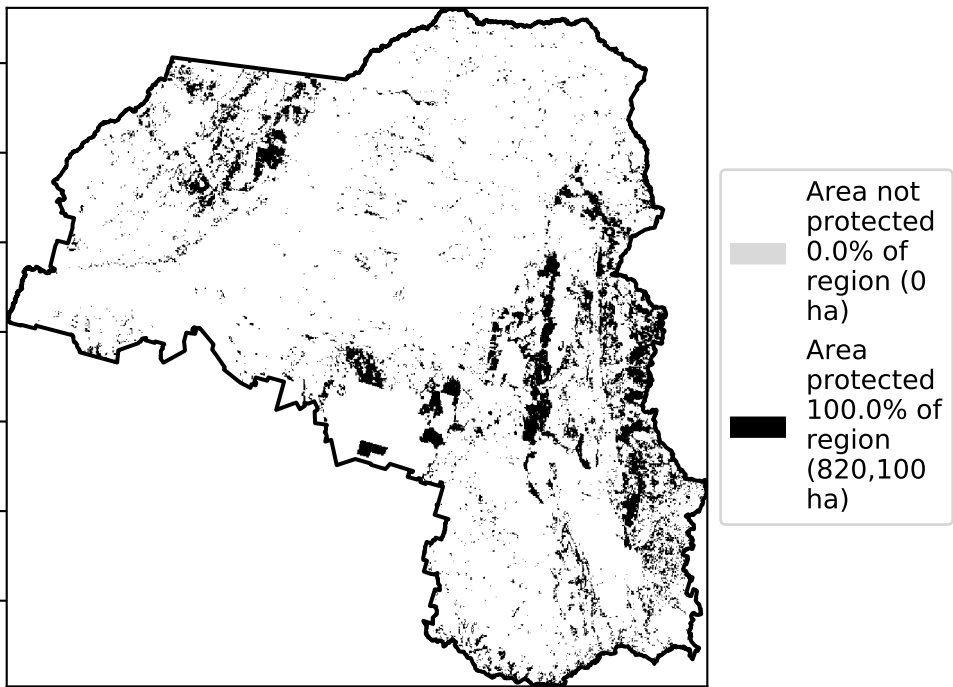 Area not
protected
0.0% of
region (0
ha)
Area
protected
100.0% of
region
(820,100
ha)